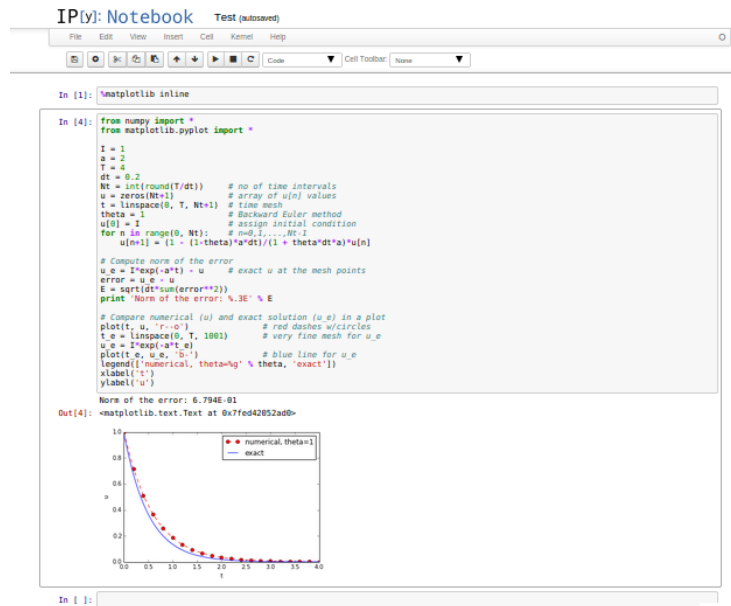 IP[y]: Notebook Test (autosaved)
File Edit View Insert Cell Kernel Help
Code Cell Toolbar: None
In [1]: %matplotlib inline
In [4]: from numpy import *
from matplotlib.pyplot import *
I = 1
a = 2
T = 4
dt = 0.2
Nt = int(round(T/dt)) # no of time intervals
u = zeros(Nt+1) # array of u[n] values
t = linspace(0, T, Nt+1) # time mesh
theta = 1 # Backward Euler method
u[0] = I # assign initial condition
for n in range(0, Nt): # n=0,1,...,Nt-1
u[n+1] = (1 - (1-theta)*a*dt)/(1 + theta*dt*a)*u[n]
# Compute norm of the error
u_e = I*exp(-a*t) - u # exact u at the mesh points
error = u_e - u
E = sqrt(dt*sum(error**2))
print 'Norm of the error: %.3E' % E
# Compare numerical (u) and exact solution (u_e) in a plot
plot(t, u, 'r--o') # red dashes w/circles
t_e = linspace(0, T, 1001) # very fine mesh for u_e
u_e = I*exp(-a*t_e)
plot(t_e, u_e, 'b-') # blue line for u_e
legend(['numerical, theta=%g' % theta, 'exact'])
xlabel('t')
ylabel('u')
Norm of the error: 6.794E-01
Out[4]: <matplotlib.text.Text at 0x7fed42052ad0>
numerical, theta=1
exact
1.0
0.8
0.6
u
0.4
0.2
0.0
0.0 0.5 1.0 1.5 2.0 2.5 3.0 3.5 4.0
t
In [ ]: